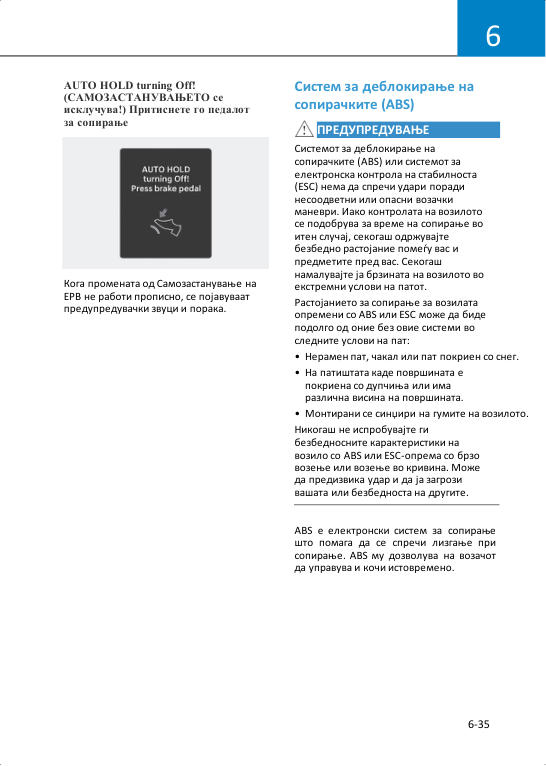 6
AUTO HOLD turning Off!
(САМОЗАСТАНУВАЊЕТО се
исклучува!) Притиснете го педалот
за сопирање
AUTO HOLD
turning Off!
Press brake pedal
Кога промената од Самозастанување на
EPB не работи прописно, се појавуваат
предупредувачки звуци и порака.
Систем за деблокирање на
сопирачките (ABS)
ПРЕДУПРЕДУВАЊЕ
Системот за деблокирање на
сопирачките (ABS) или системот за
електронска контрола на стабилноста
(ESC) нема да спречи удари поради
несоодветни или опасни возачки
маневри. Иако контролата на возилото
се подобрува за време на сопирање во
итен случај, секогаш одржувајте
безбедно растојание помеѓу вас и
предметите пред вас. Секогаш
намалувајте ја брзината на возилото во
екстремни услови на патот.
Растојанието за сопирање за возилата
опремени со ABS или ESC може да биде
подолго од оние без овие системи во
следните услови на пат:
• Нерамен пат, чакал или пат покриен со снег.
• На патиштата каде површината е
покриена со дупчиња или има
различна висина на површината.
• Монтирани се синџири на гумите на возилото.
Никогаш не испробувајте ги
безбедносните карактеристики на
возило со ABS или ESC-опрема со брзо
возење или возење во кривина. Може
да предизвика удар и да ја загрози
вашата или безбедноста на другите.
ABS е електронски систем за сопирање
што помага да се спречи лизгање при
сопирање. ABS му дозволува на возачот
да управува и кочи истовремено.
6-35